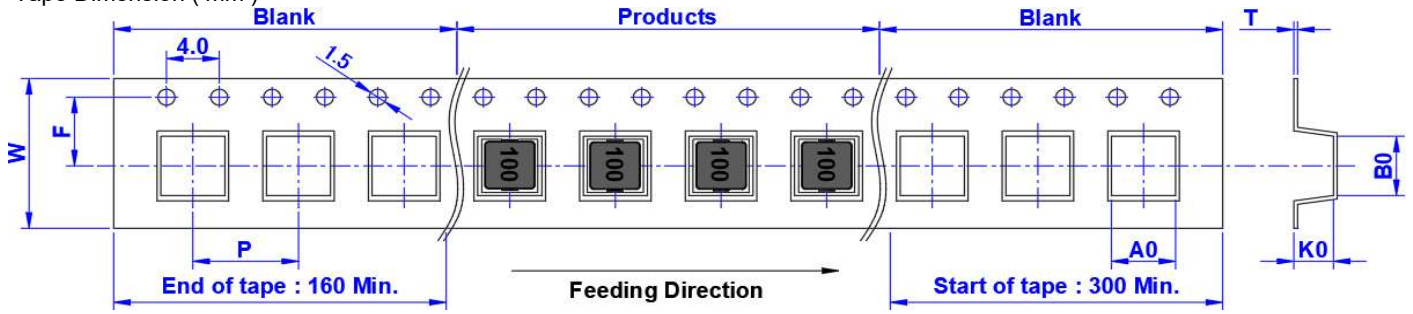 Tape Dimension ( mm )
Blank Products Blank T
4.0 1.5
F
W
100 100 100 100
B0
P A0 K0
End of tape : 160 Min. Feeding Direction Start of tape : 300 Min.